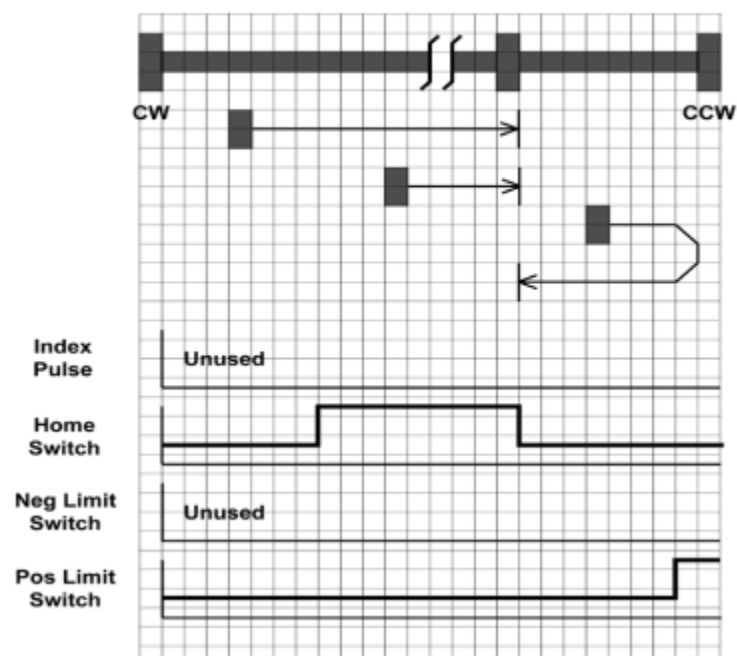 CW
CCW
Index
Pulse
Unused
Home
Switch
Neg Limit
Switch
Unused
Pos Limit
Switch